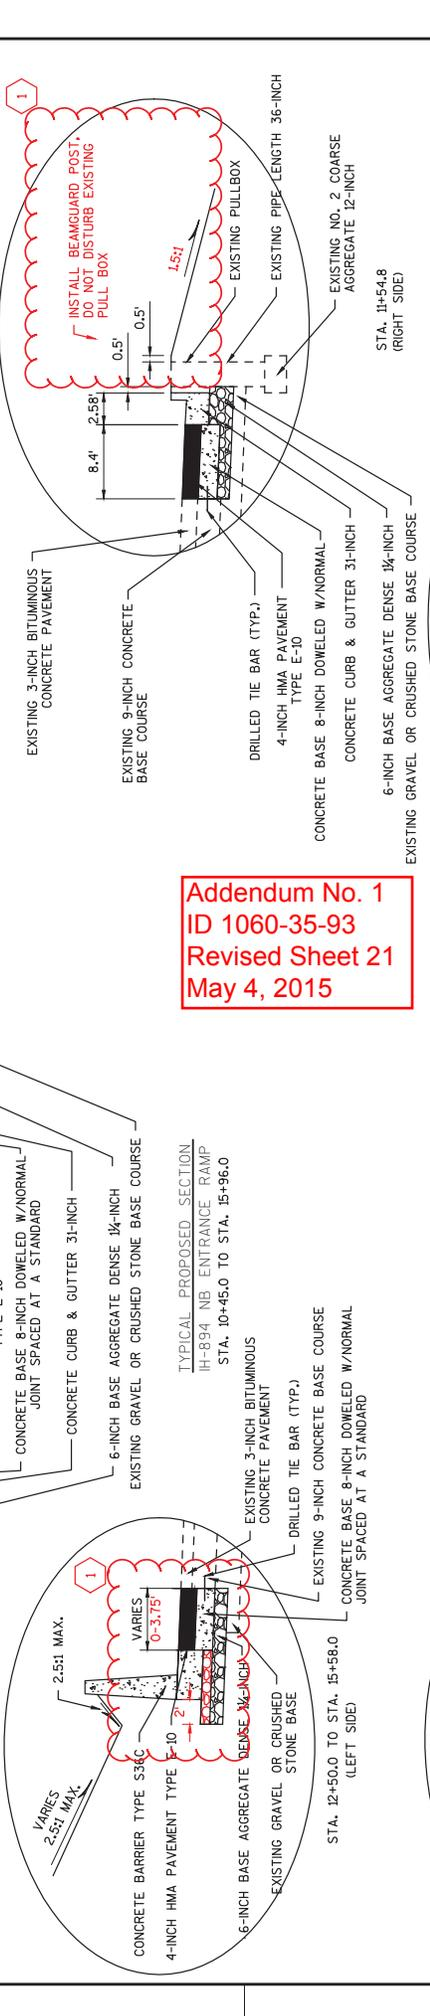 1
INSTALL BEAMGUARD POST,
DO NOT DISTURB EXISTING
PULL BOX
1.5:1
0.5'
0.5'
2.58'
8.4'
EXISTING PULLBOX
EXISTING PIPE LENGTH 36-INCH
EXISTING NO. 2 COARSE
AGGREGATE 12-INCH
STA. 11+54.8
(RIGHT SIDE)
EXISTING 3-INCH BITUMINOUS
CONCRETE PAVEMENT
EXISTING 9-INCH CONCRETE
BASE COURSE
DRILLED TIE BAR (TYP.)
4-INCH HMA PAVEMENT
TYPE E-10
CONCRETE BASE 8-INCH DOWELED W/NORMAL
CONCRETE CURB & GUTTER 31-INCH
6-INCH BASE AGGREGATE DENSE 1¼-INCH
EXISTING GRAVEL OR CRUSHED STONE BASE COURSE
Addendum No. 1
ID 1060-35-93
Revised Sheet 21
May 4, 2015
CONCRETE BASE 8-INCH DOWELED W/NORMAL
JOINT SPACED AT A STANDARD
CONCRETE CURB & GUTTER 31-INCH
6-INCH BASE AGGREGATE DENSE 1¼-INCH
EXISTING GRAVEL OR CRUSHED STONE BASE COURSE
TYPICAL PROPOSED SECTION
IH-894 NB ENTRANCE RAMP
STA. 10+45.0 TO STA. 15+96.0
1
2.5:1 MAX.
VARIES
2.5:1 MAX.
VARIES
0-3.75'
2'
EXISTING 3-INCH BITUMINOUS
CONCRETE PAVEMENT
DRILLED TIE BAR (TYP.)
EXISTING 9-INCH CONCRETE BASE COURSE
CONCRETE BASE 8-INCH DOWELED W/NORMAL
JOINT SPACED AT A STANDARD
CONCRETE BARRIER TYPE S36C
4-INCH HMA PAVEMENT TYPE E-10
6-INCH BASE AGGREGATE DENSE 1¼-INCH
EXISTING GRAVEL OR CRUSHED
STONE BASE
STA. 12+50.0 TO STA. 15+58.0
(LEFT SIDE)